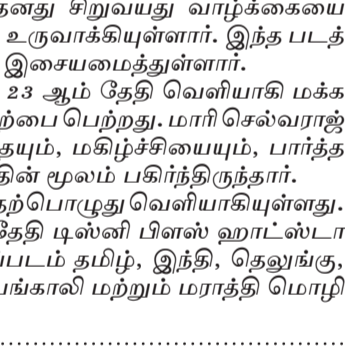 தனது சிறுவயது வாழ்க்கையை
உருவாக்கியுள்ளார். இந்த படத்
இசையமைத்துள்ளார்.
23 ஆம் தேதி வெளியாகி மக்க
ற்பை பெற்றது. மாரி செல்வராஜ்
தையும், மகிழ்ச்சியையும், பார்த்த
தின் மூலம் பகிர்ந்திருந்தார்.
தற்பொழுது வெளியாகியுள்ளது.
தேதி டிஸ்னி பிளஸ் ஹாட்ஸ்டா
ப்படம் தமிழ், இந்தி, தெலுங்கு,
பங்காலி மற்றும் மராத்தி மொழி